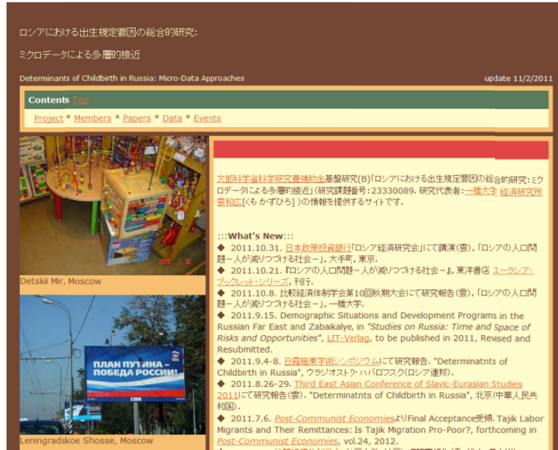 ロシアにおける出生規定要因の総合的研究:
ミクロデータによる多層的接近
Determinants of Childbirth in Russia: Micro-Data Approaches
update 11/2/2011
Contents Top
Project * Members * Papers * Data * Events
Detskii Mir, Moscow
ПЛАН ПУТИНА -
ПОБЕДА РОССИИ!
Leningradskoe Shosse, Moscow
文部科学省科学研究費補助金基盤研究(B)「ロシアにおける出生規定要因の総合的研究:ミク
ロデータによる多層的接近」(研究課題番号:23330089. 研究代表者: 一橋大学 経済研究所
雲和広[くも かずひろ] )の情報を提供するサイトです.
:::What's New:::
◆ 2011.10.31. 日本政策投資銀行「ロシア経済研究会」にて講演(雲),「ロシアの人口問
題－人が減りつづける社会－」, 大手町, 東京.
◆ 2011.10.21. 『ロシアの人口問題－人が減りつづける社会－』, 東洋書店 ユーラシア・
ブックレット・シリーズ, 刊行.
◆ 2011.10.8. 比較経済体制学会第10回秋期大会にて研究報告(雲),「ロシアの人口問
題－人が減りつづける社会－」, 一橋大学.
◆ 2011.9.15. Demographic Situations and Development Programs in the
Russian Far East and Zabaikalye, in "Studies on Russia: Time and Space of
Risks and Opportunities", LIT-Verlag, to be published in 2011, Revised and
Resubmitted.
◆ 2011.9.4-8. 日露極東学術シンポジウムにて研究報告. "Determinatnts of
Childbirth in Russia", ウラジオストク・ハバロフスク(ロシア連邦).
◆ 2011.8.26-29. Third East Asian Conference of Slavic-Eurasian Studies
2011にて研究報告(雲). "Determinatnts of Childbirth in Russia", 北京(中華人民共
和国).
◆ 2011.7.6. Post-Communist EconomiesよりFinal Acceptance受領. Tajik Labor
Migrants and Their Remittances: Is Tajik Migration Pro-Poor?, forthcoming in
Post-Communist Economies, vol.24, 2012.